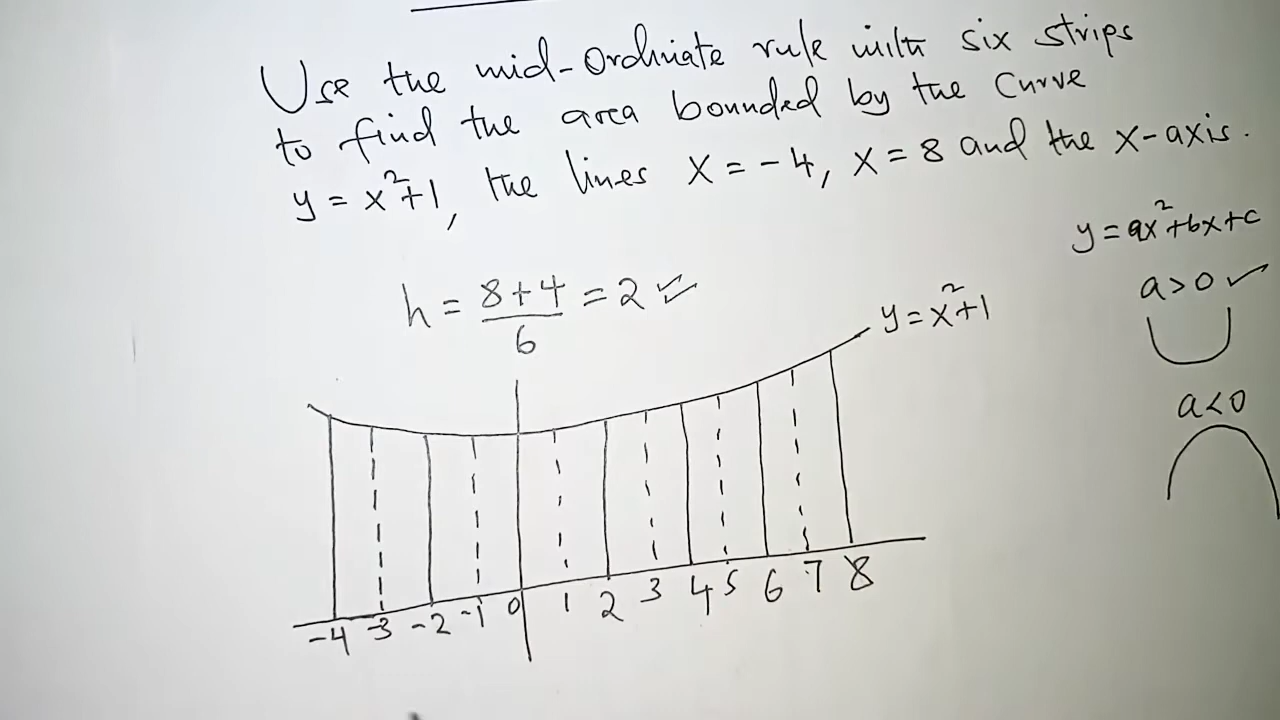 Use the mid-Ordinate rule with six strips
to find the area bounded by the Curve
y = x²+1, the lines x = -4, x = 8 and the x-axis.
y = ax²+bx+c
a>0 ✓
h = 8+4/6 = 2 ✓
y = x²+1
a<0
-4 -3 -2 -1 0 1 2 3 4 5 6 7 8